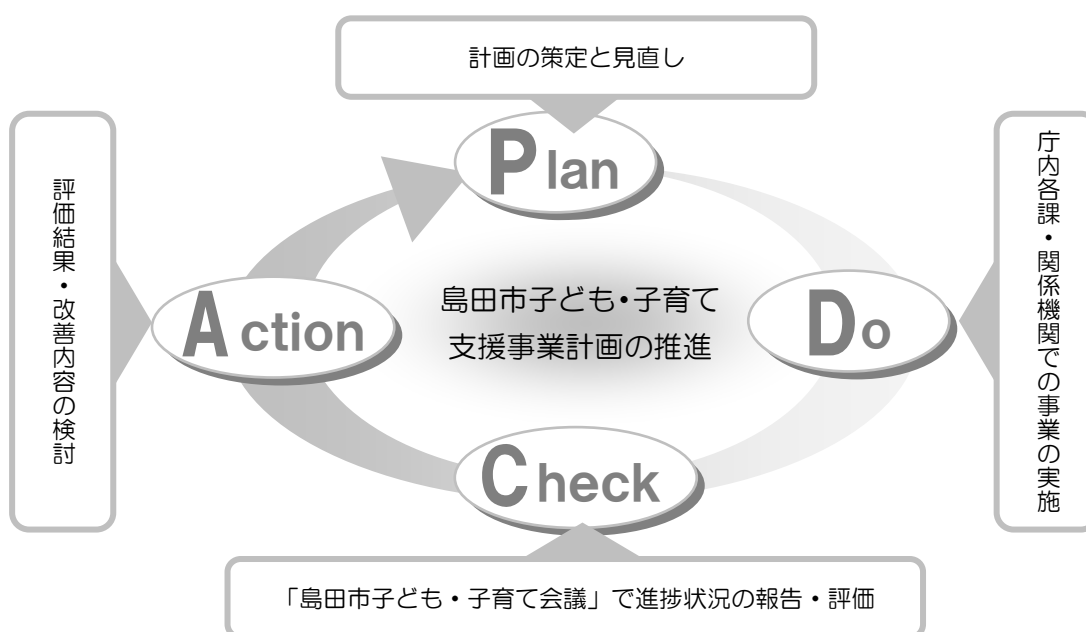 計画の策定と見直し
Plan
評価結果・改善内容の検討
庁内各課・関係機関での事業の実施
島田市子ども・子育て
支援事業計画の推進
Action
Do
Check
「島田市子ども・子育て会議」で進捗状況の報告・評価